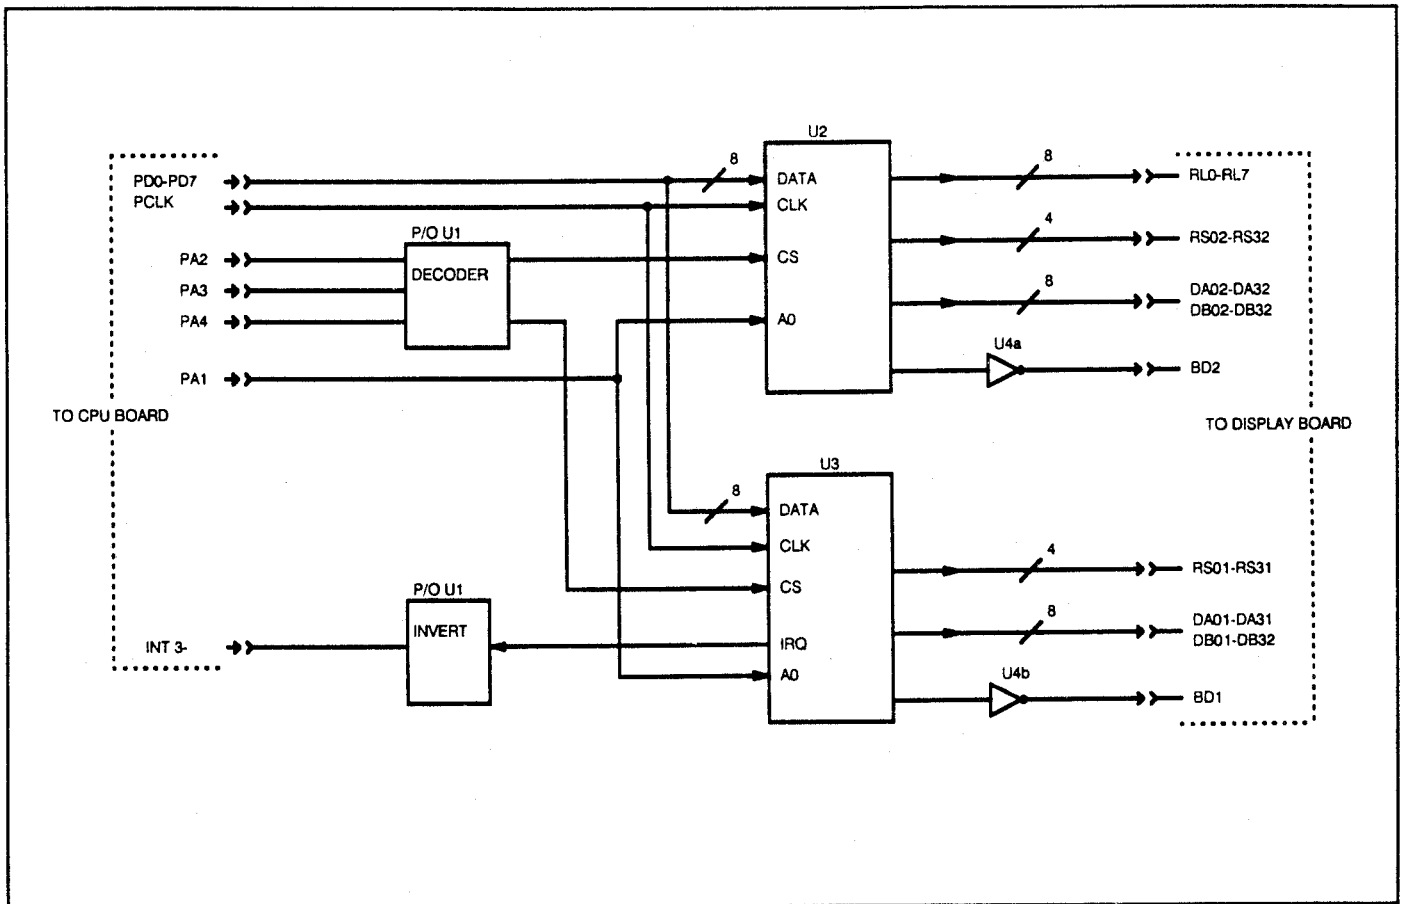 PD0-PD7
PCLK
PA2
PA3
PA4
PA1
TO CPU BOARD
INT 3-
P/O U1
DECODER
P/O U1
INVERT
U2
8
DATA
CLK
CS
A0
8
4
8
U4a
U3
8
DATA
CLK
CS
IRQ
A0
4
8
U4b
RL0-RL7
RS02-RS32
DA02-DA32
DB02-DB32
BD2
TO DISPLAY BOARD
RS01-RS31
DA01-DA31
DB01-DB32
BD1